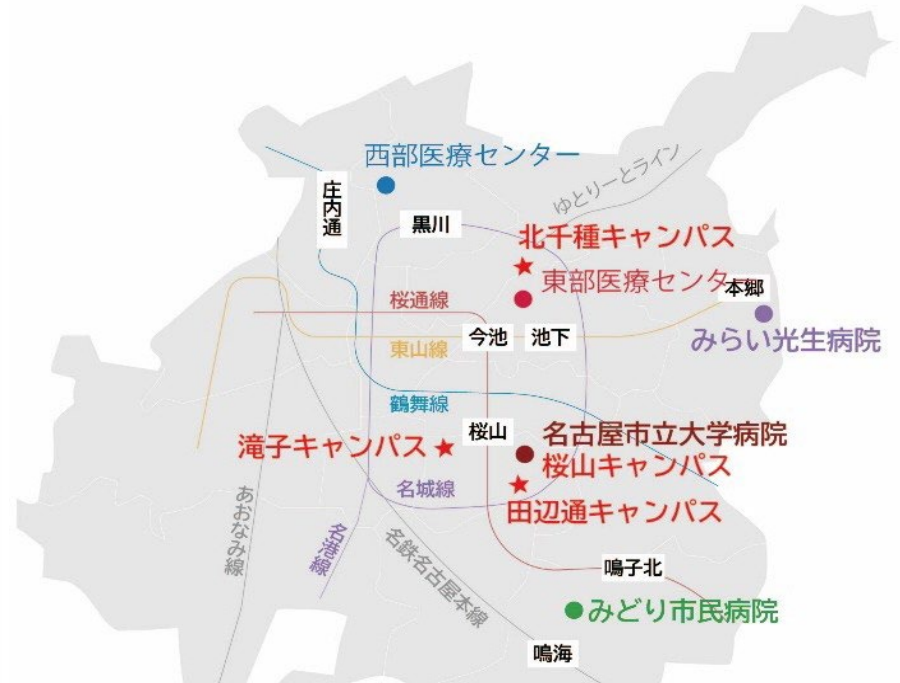 西部医療センター
ゆとりーとライン
庄内通
黒川
北千種キャンパス
東部医療センター
本郷
桜通線
みらい光生病院
今池
池下
東山線
鶴舞線
桜山
名古屋市立大学病院
滝子キャンパス
桜山キャンパス
名城線
田辺通キャンパス
あおなみ線
名港線
名鉄名古屋本線
鳴子北
みどり市民病院
鳴海